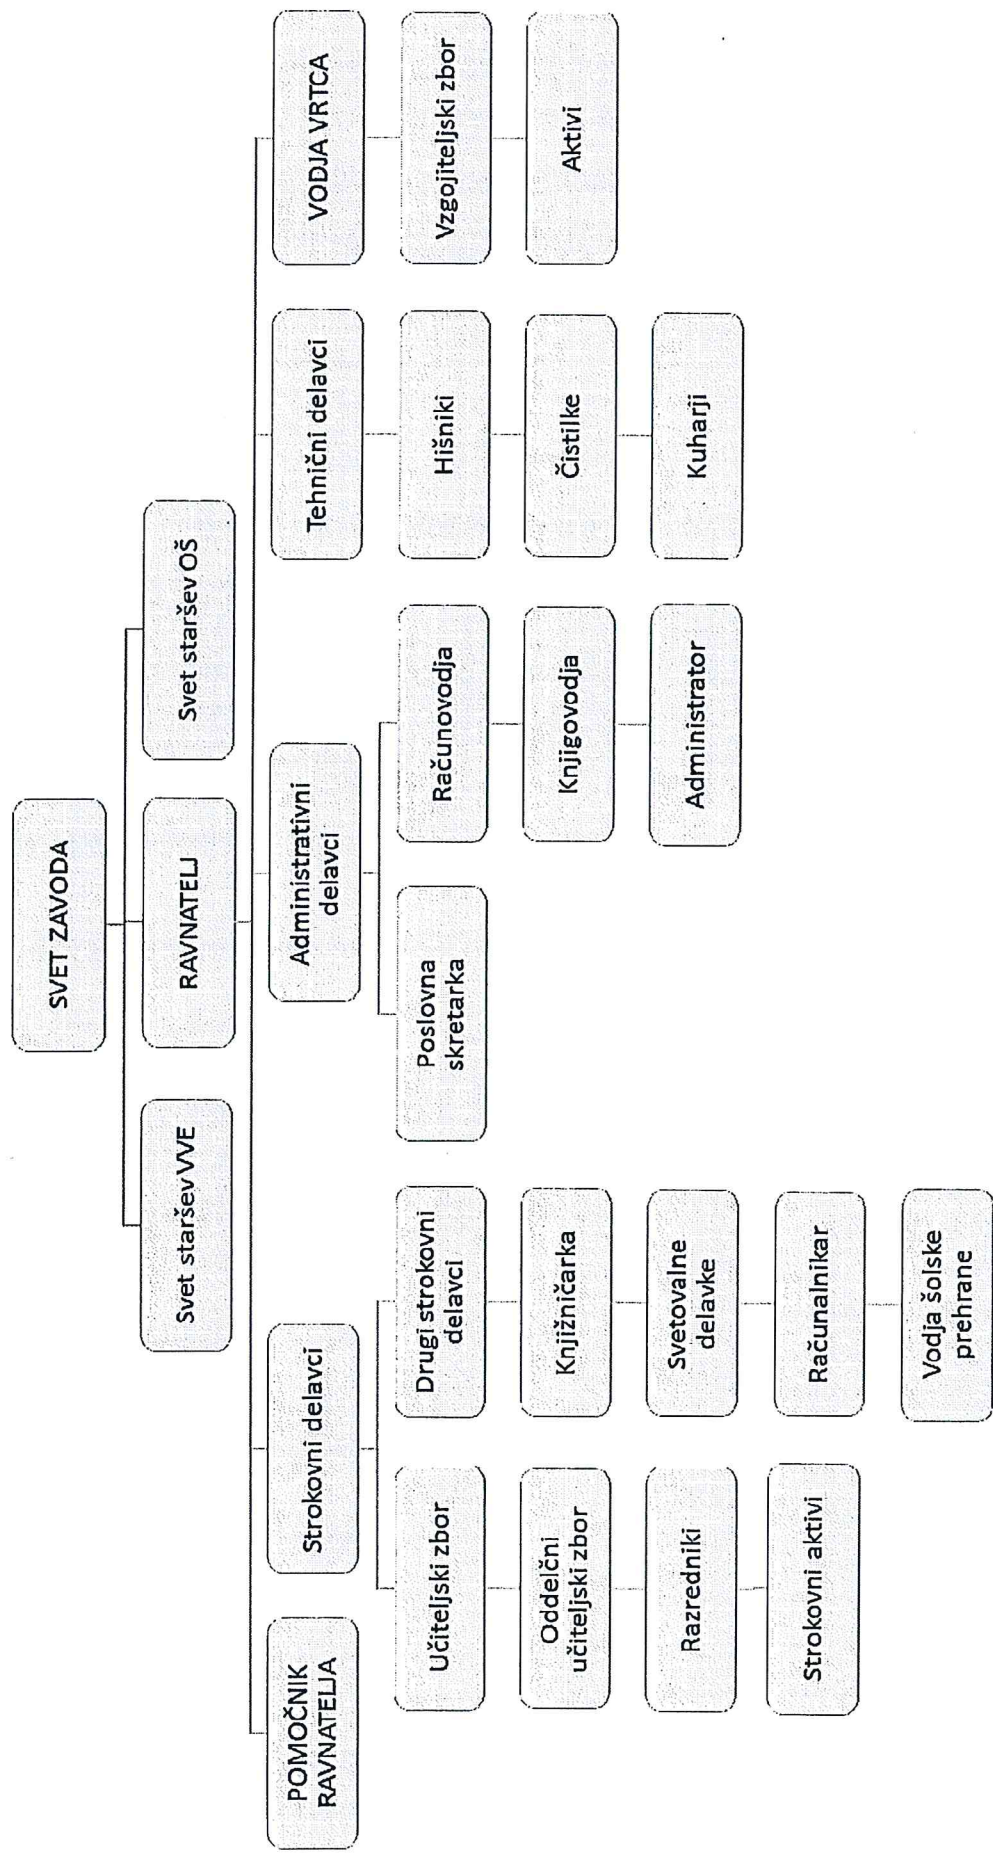 SVET ZAVODA
Svet staršev VVE
RAVNATELJ
Svet staršev OŠ
POMOČNIK
RAVNATELJA
Strokovni delavci
Administrativni
delavci
Tehnični delavci
VODJA VRTCA
Učiteljski zbor
Oddelčni
učiteljski zbor
Razredniki
Strokovni aktivi
Drugi strokovni
delavci
Knjižničarka
Svetovalne
delavke
Računalnikar
Vodja šolske
prehrane
Poslovna
skretarka
Računovodja
Knjigovodja
Administrator
Hišniki
Čistilke
Kuharji
Vzgojiteljski zbor
Aktivi